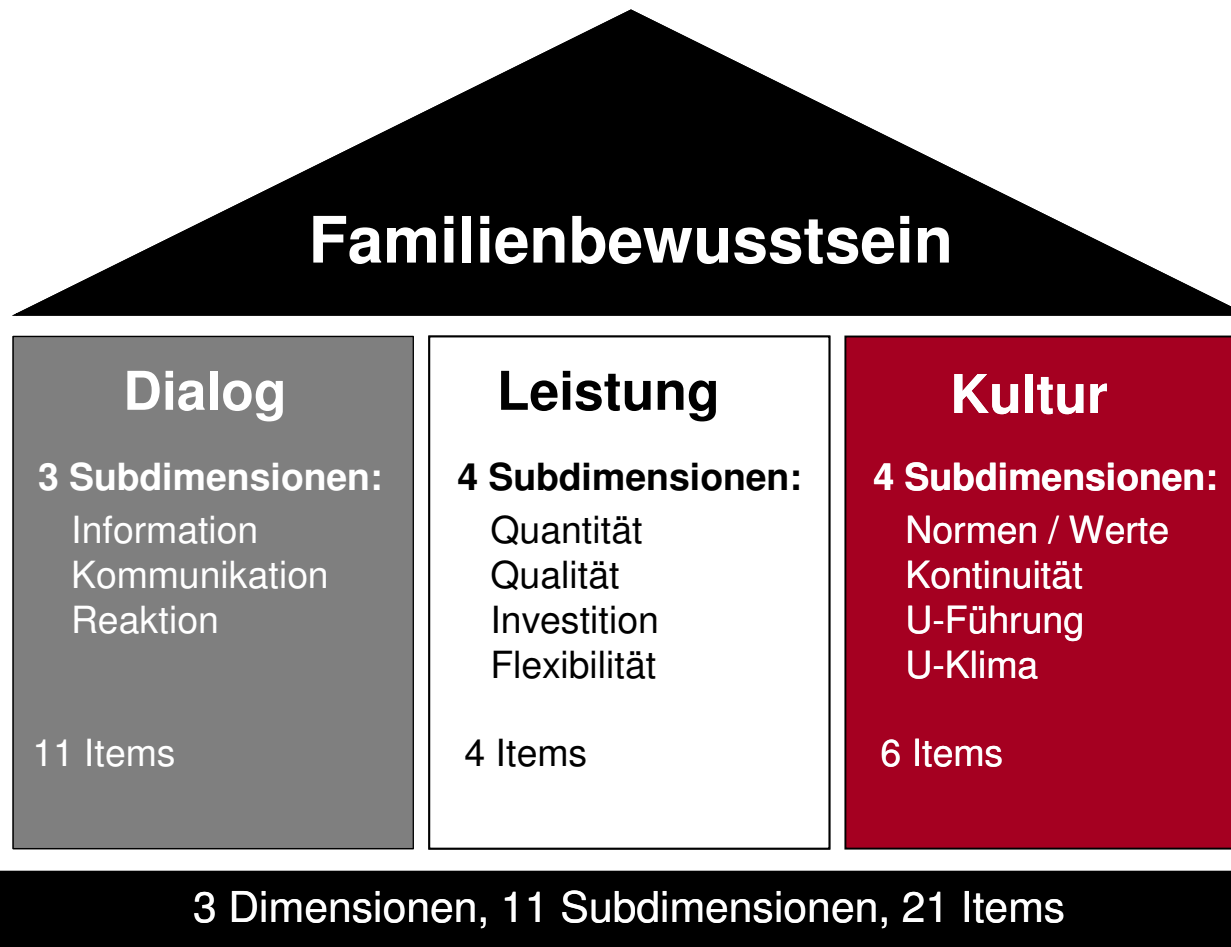 Familienbewusstsein
Dialog
3 Subdimensionen:
Information
Kommunikation
Reaktion
11 Items
Leistung
4 Subdimensionen:
Quantität
Qualität
Investition
Flexibilität
4 Items
Kultur
4 Subdimensionen:
Normen / Werte
Kontinuität
U-Führung
U-Klima
6 Items
3 Dimensionen, 11 Subdimensionen, 21 Items